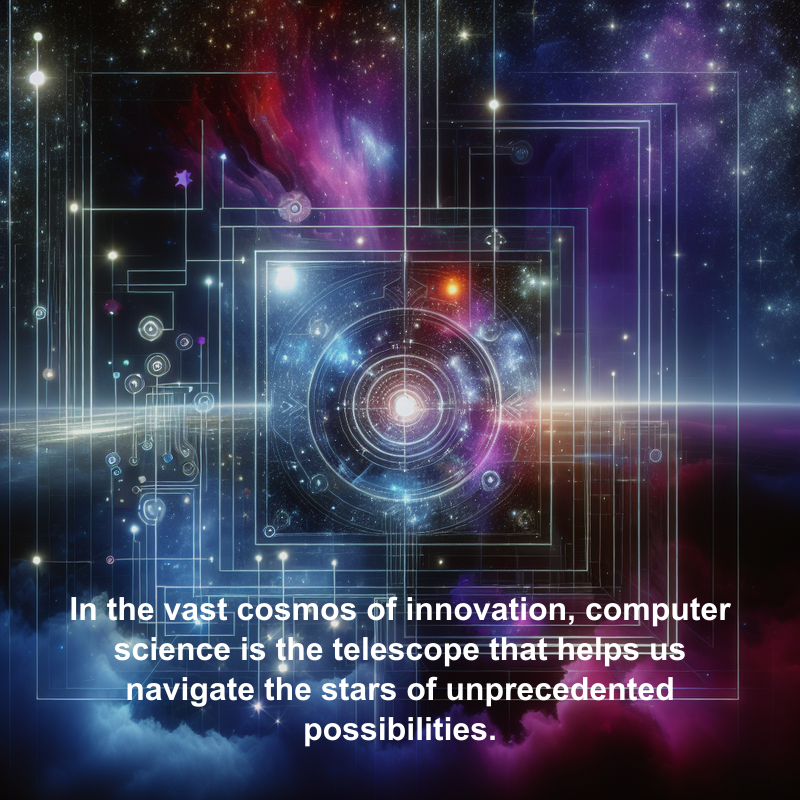 In the vast cosmos of innovation, computer
science is the telescope that helps us
navigate the stars of unprecedented
possibilities.